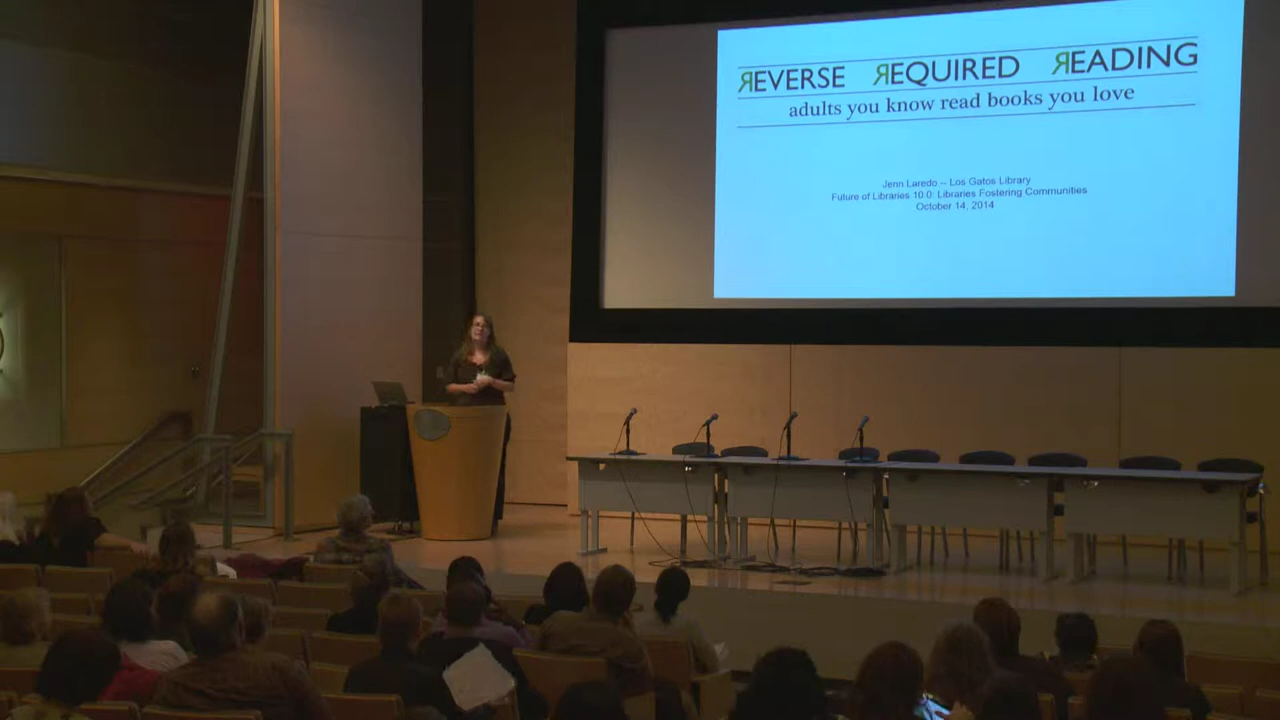 ЯEVERSE ЯEQUIRED ЯEADING
adults you know read books you love
Jenn Laredo -- Los Gatos Library
Future of Libraries 10.0: Libraries Fostering Communities
October 14, 2014